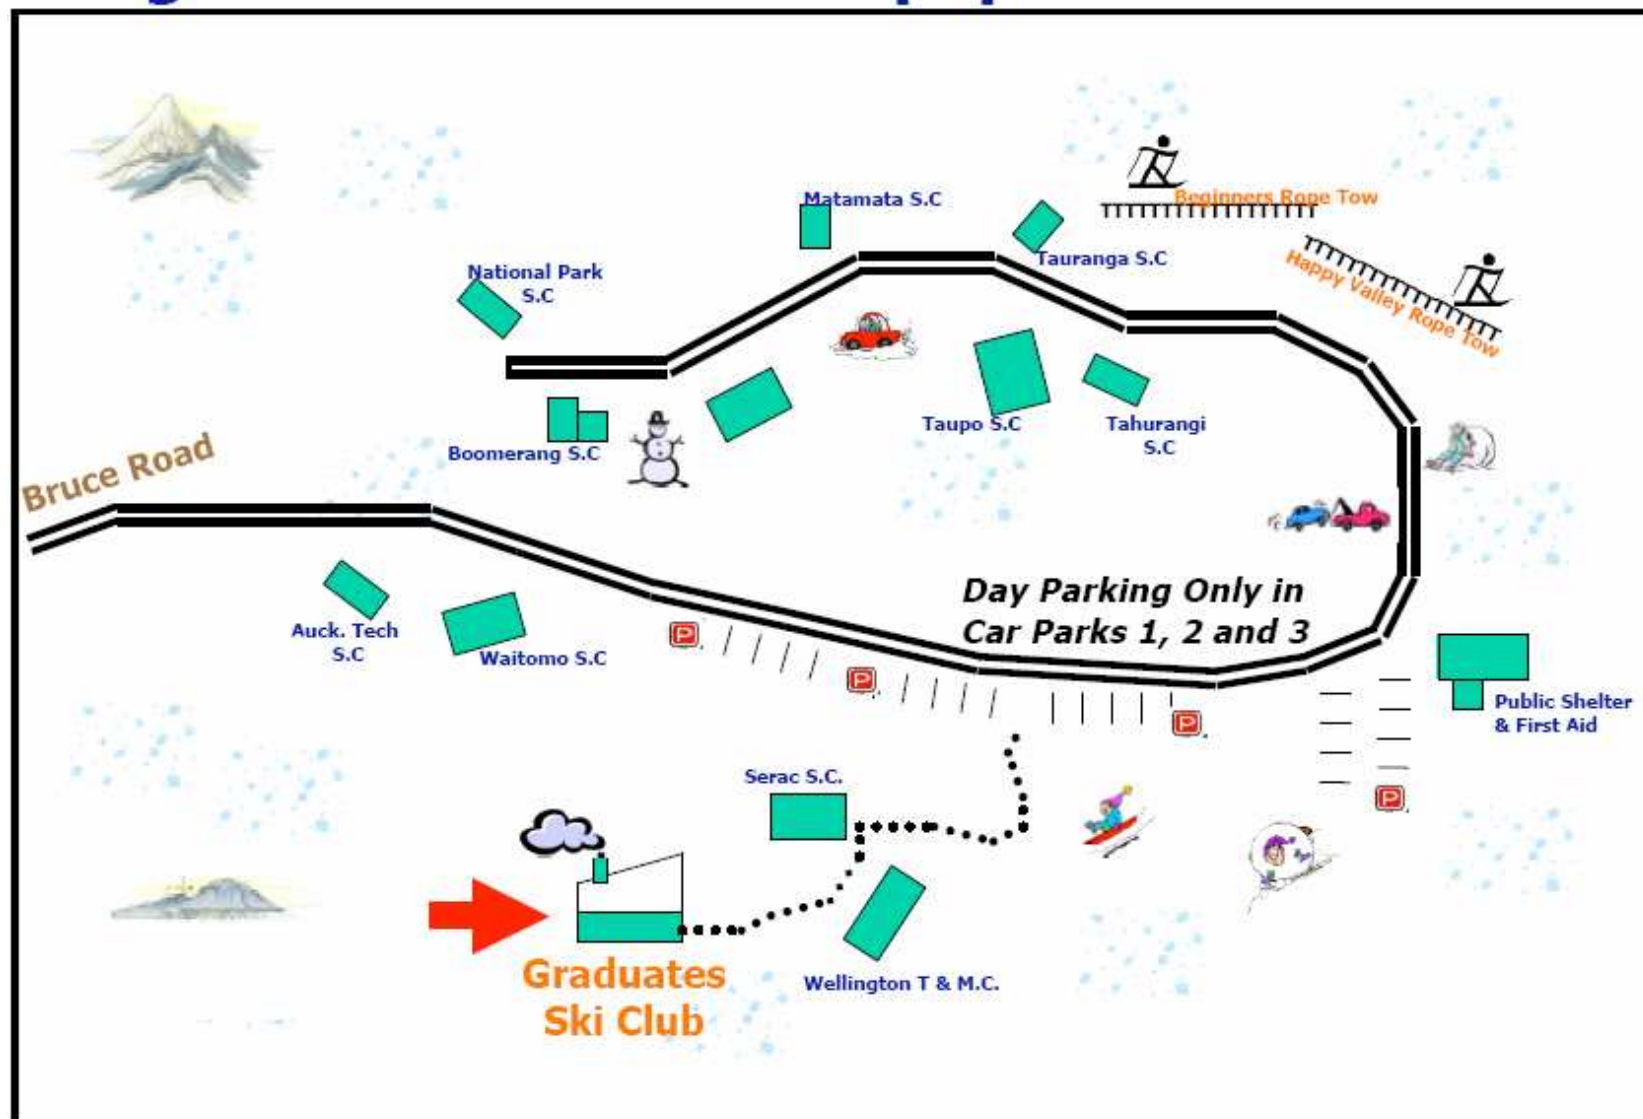 Matamata S.C
Beginners Rope Tow
Tauranga S.C
Happy Valley Rope Tow
National Park
S.C
Taupo S.C
Tahurangi
S.C
Boomerang S.C
Bruce Road
Day Parking Only in
Car Parks 1, 2 and 3
Auck. Tech
S.C
Waitomo S.C
P
P
P
P
Public Shelter
& First Aid
Serac S.C.
Graduates
Ski Club
Wellington T & M.C.